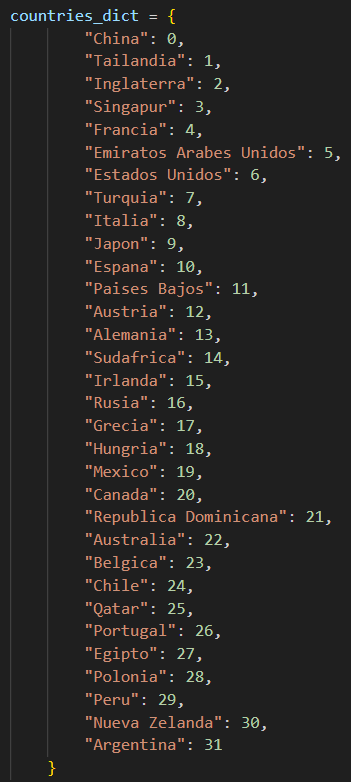 countries_dict = {
"China": 0,
"Tailandia": 1,
"Inglaterra": 2,
"Singapur": 3,
"Francia": 4,
"Emiratos Arabes Unidos": 5,
"Estados Unidos": 6,
"Turquia": 7,
"Italia": 8,
"Japon": 9,
"Espana": 10,
"Paises Bajos": 11,
"Austria": 12,
"Alemania": 13,
"Sudafrica": 14,
"Irlanda": 15,
"Rusia": 16,
"Grecia": 17,
"Hungria": 18,
"Mexico": 19,
"Canada": 20,
"Republica Dominicana": 21,
"Australia": 22,
"Belgica": 23,
"Chile": 24,
"Qatar": 25,
"Portugal": 26,
"Egipto": 27,
"Polonia": 28,
"Peru": 29,
"Nueva Zelanda": 30,
"Argentina": 31
}